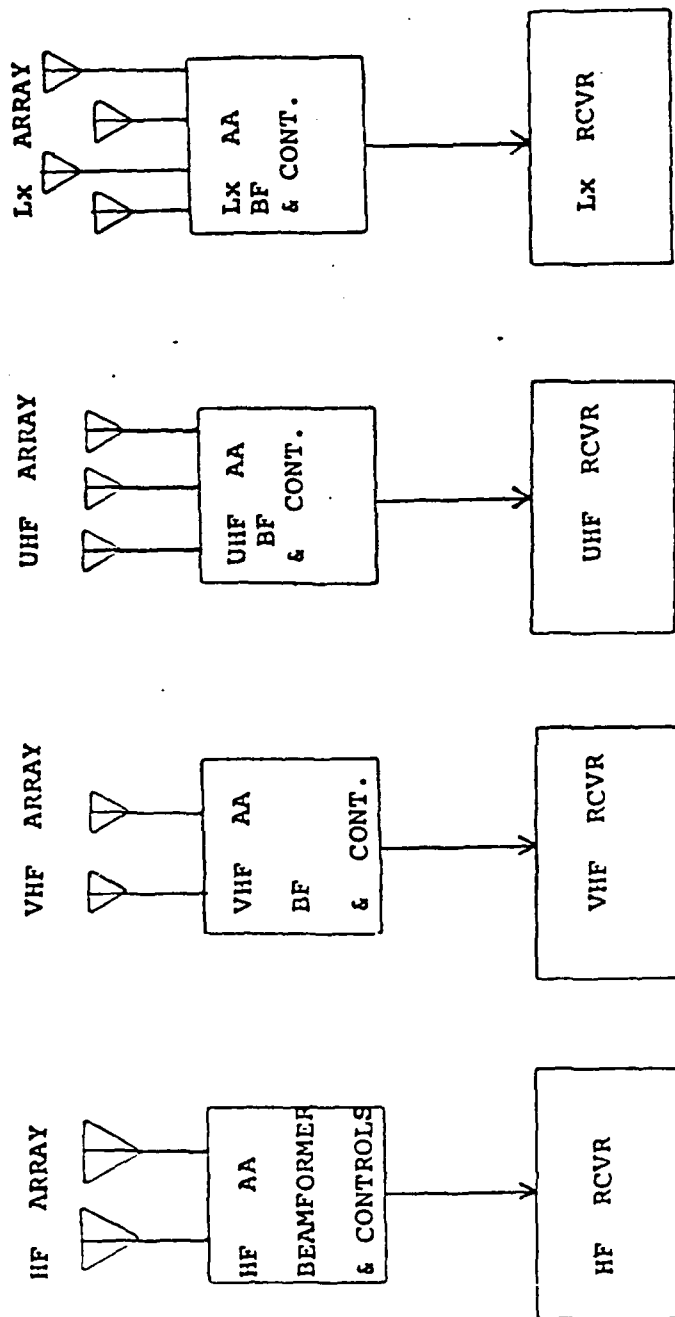 HF ARRAY
HF AA
BEAMFORMER
& CONTROLS
HF RCVR
VHF ARRAY
VHF AA
BF
& CONT.
VHF RCVR
UHF ARRAY
UHF AA
BF
& CONT.
UHF RCVR
Lx ARRAY
Lx AA
BF
& CONT.
Lx RCVR